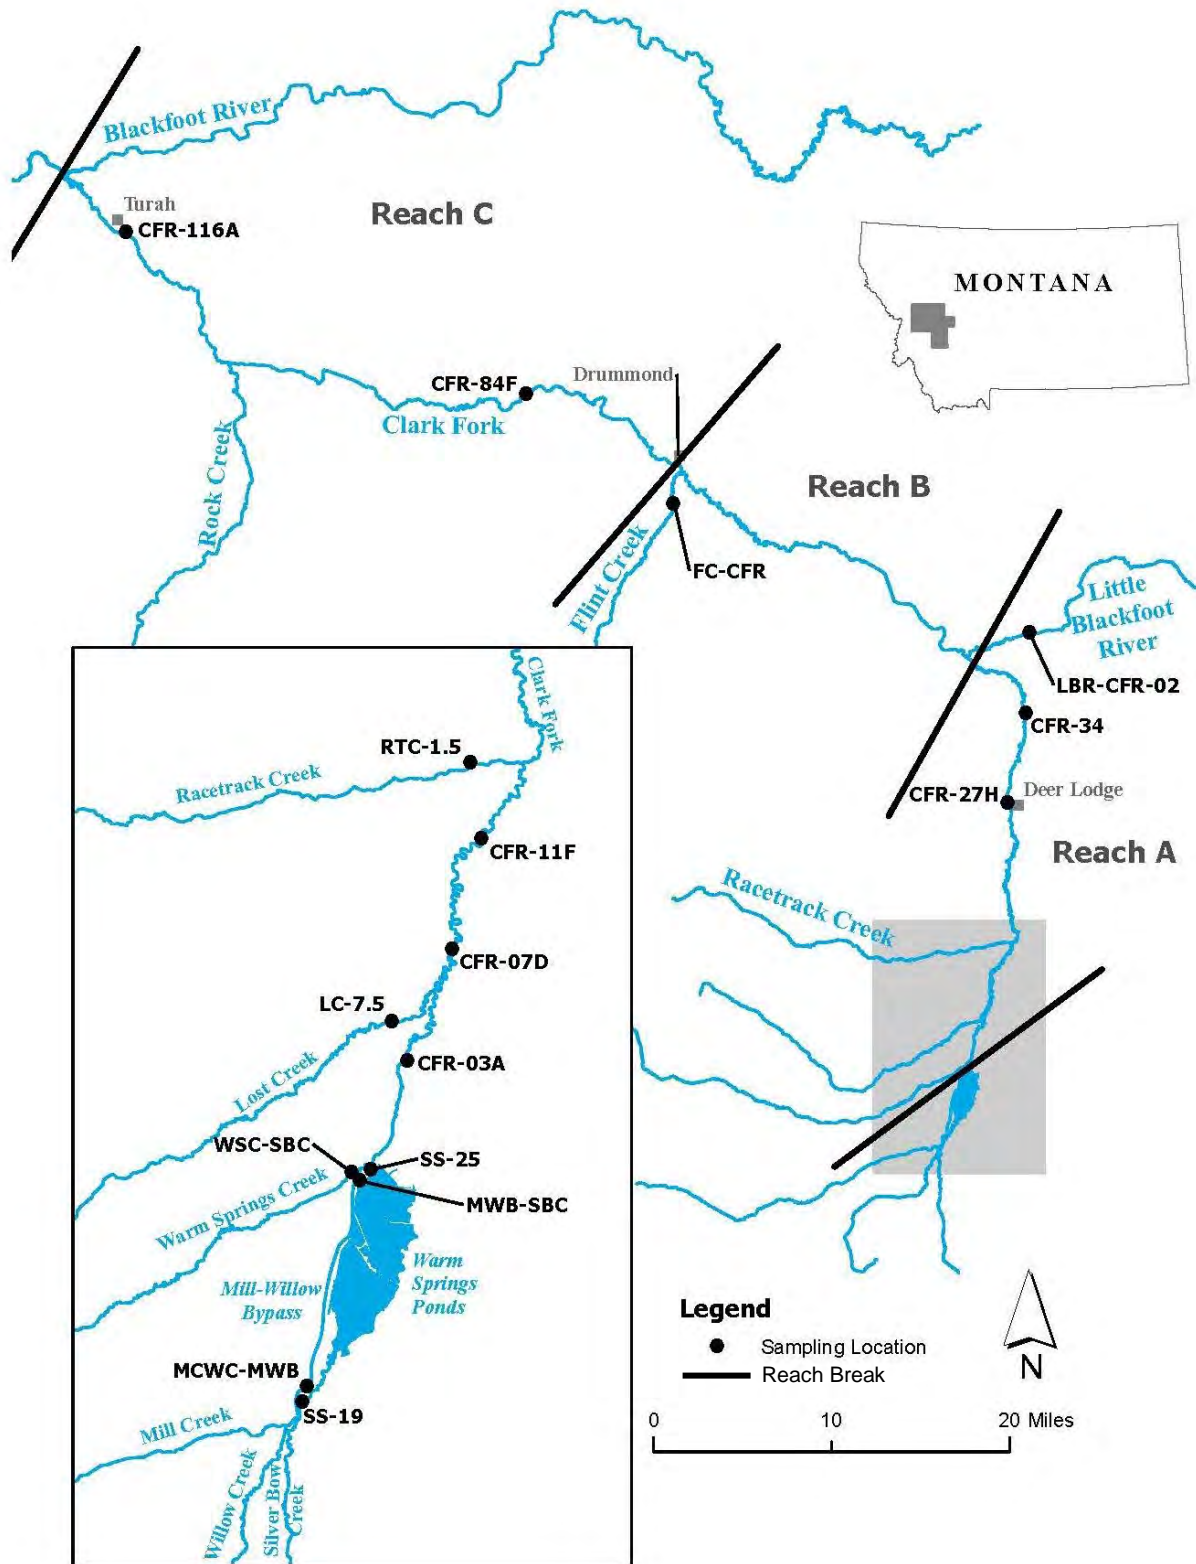 Blackfoot River
Turah
CFR-116A
Reach C
MONTANA
CFR-84F
Drummond
Clark Fork
Rock Creek
Reach B
Flint Creek
FC-CFR
Little
Blackfoot
River
LBR-CFR-02
CFR-34
CFR-27H
Deer Lodge
Reach A
Racetrack Creek
Clark Fork
RTC-1.5
Racetrack Creek
CFR-11F
CFR-07D
LC-7.5
CFR-03A
Lost Creek
WSC-SBC
SS-25
MWB-SBC
Warm Springs Creek
Mill-Willow
Bypass
Warm
Springs
Ponds
MCWC-MWB
SS-19
Mill Creek
Willow Creek
Silver Bow
Creek
Legend
Sampling Location
Reach Break
N
0 10 20 Miles